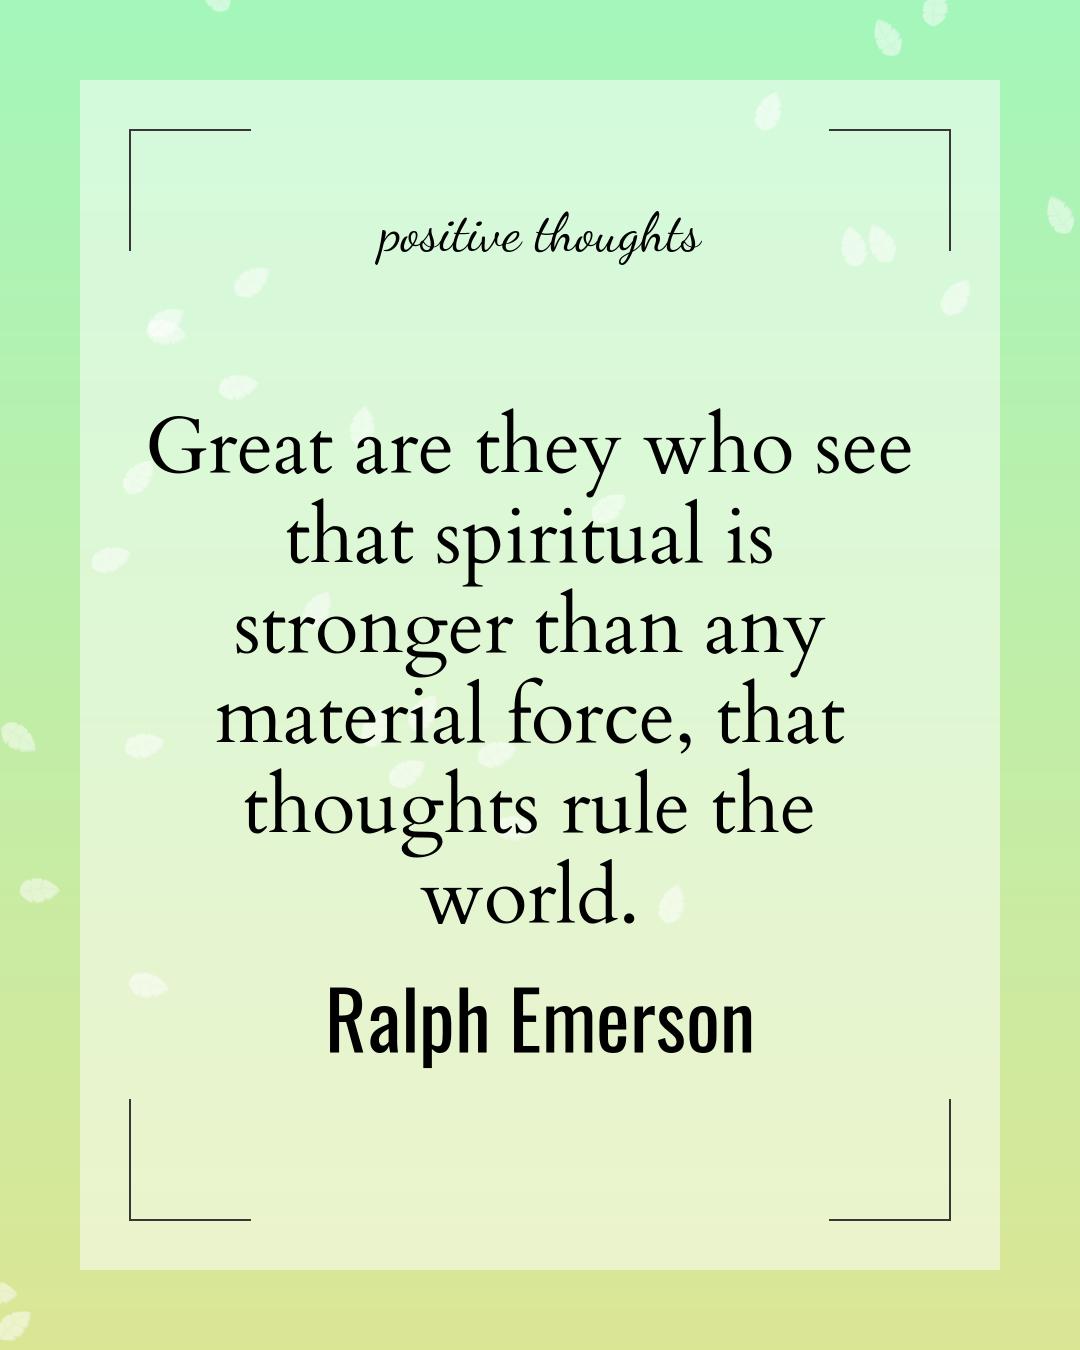 positive thoughts
Great are they who see
that spiritual is
stronger than any
material force, that
thoughts rule the
world.
Ralph Emerson